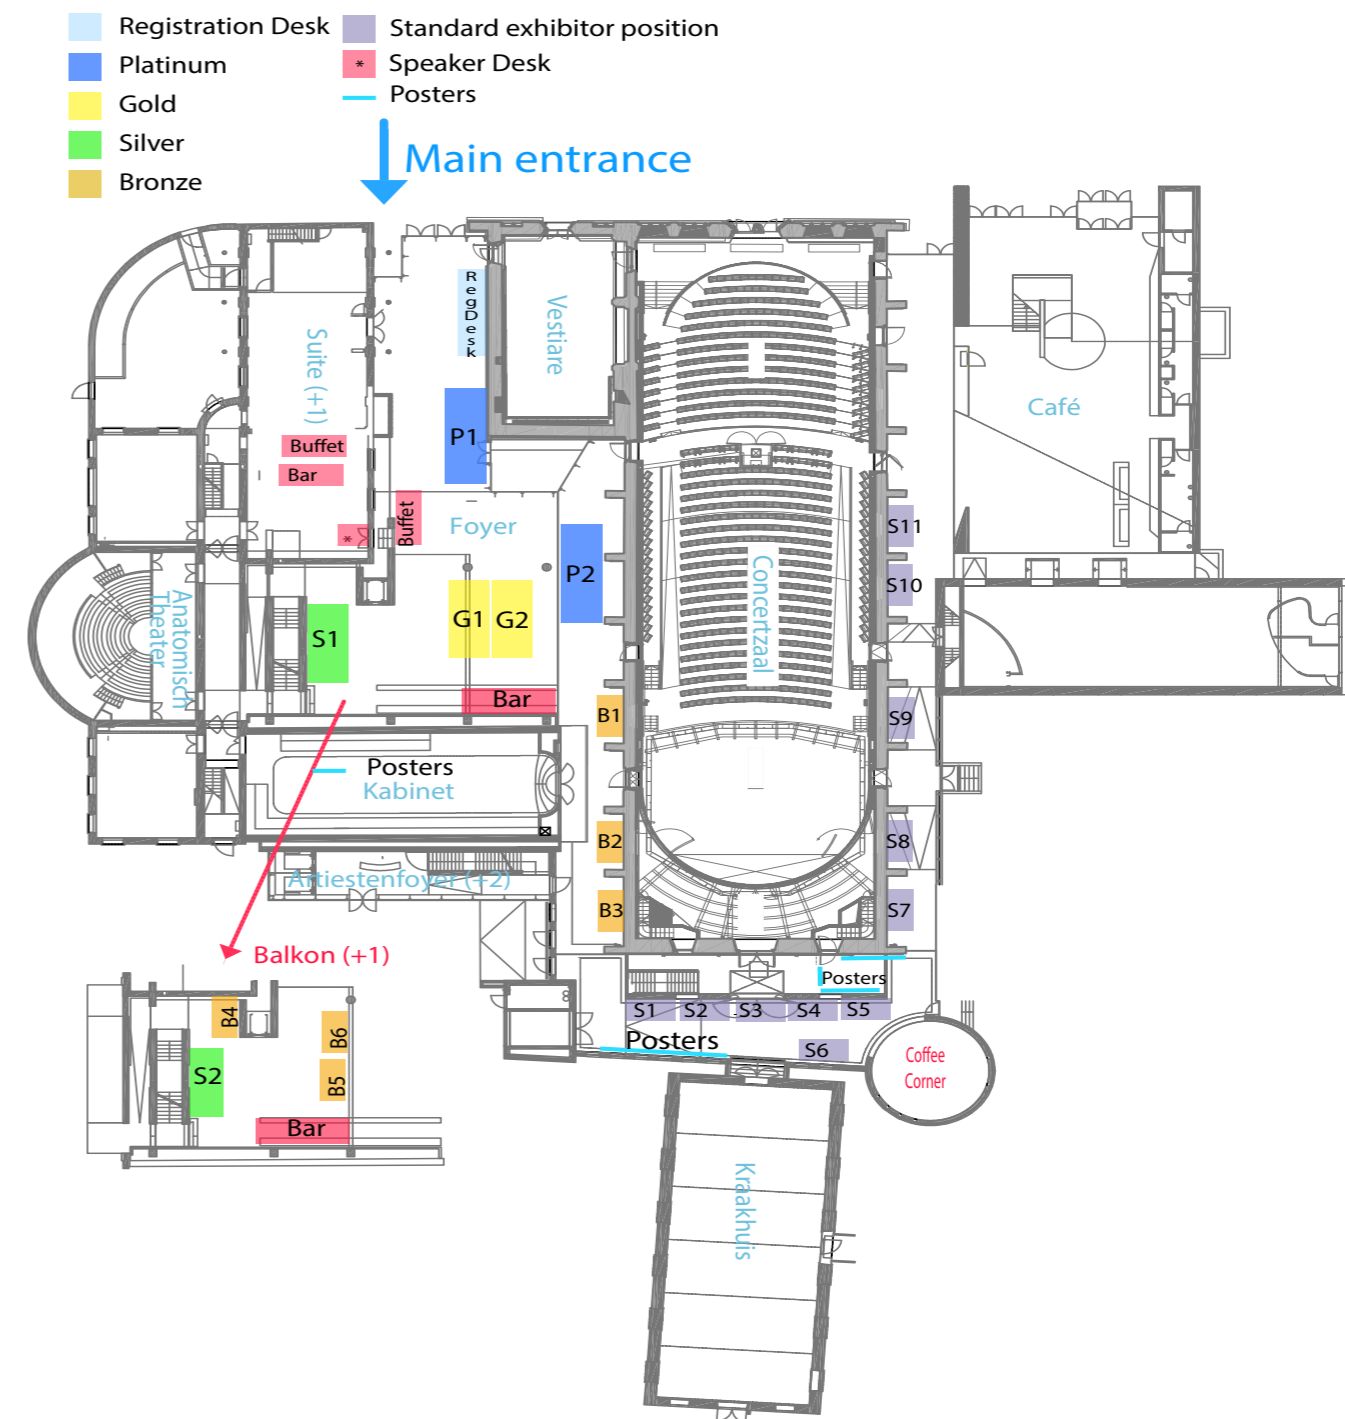 Registration Desk
Standard exhibitor position
Platinum
* Speaker Desk
Gold
Posters
Silver
Bronze
Main entrance
RegDesk
Vestiare
Suite (+1)
Café
P1
Buffet
Bar
Buffet
Foyer
*
S11
P2
Concertzaal
S10
Anatomisch
Theater
G1
G2
S1
Bar
B1
S9
Posters
Kabinet
B2
S8
Artiestenfoyer (+2)
B3
S7
Balkon (+1)
Posters
S1
S2
S3
S4
S5
Posters
S6
Coffee
Corner
B4
B6
S2
B5
Bar
Kraakhuis